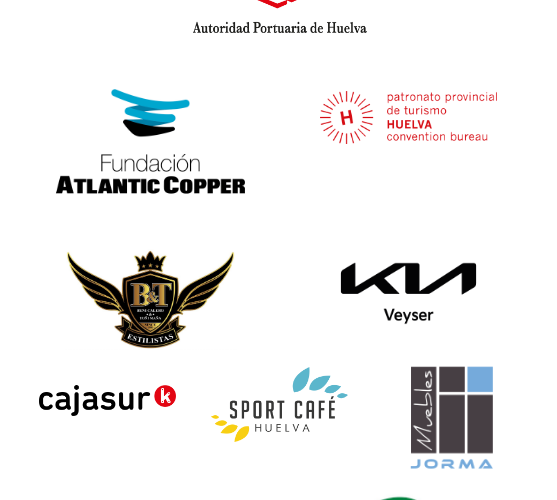 Autoridad Portuaria de Huelva
Fundación
ATLANTIC COPPER
H
patronato provincial
de turismo
HUELVA
convention bureau
B&T
ESTILISTAS
KIA
Veyser
cajasur k
SPORT CAFÉ
HUELVA
Muebles
JORMA